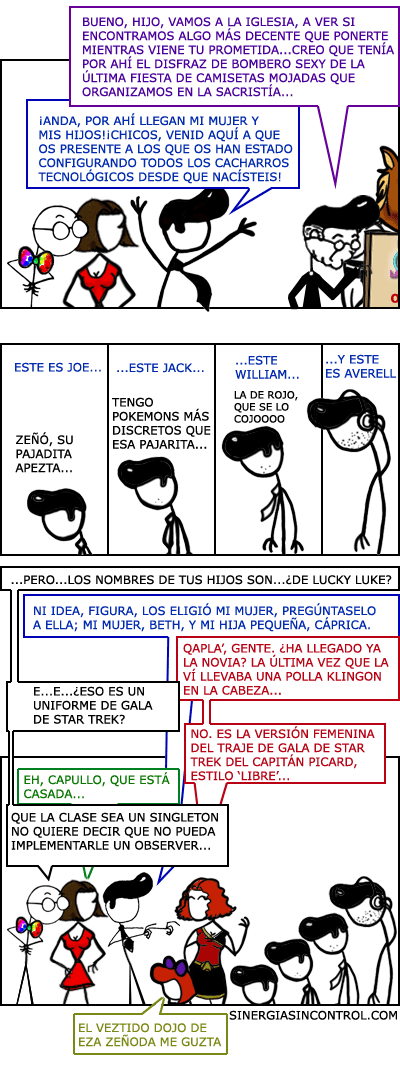 BUENO, HIJO, VAMOS A LA IGLESIA, A VER SI
ENCONTRAMOS ALGO MÁS DECENTE QUE PONERTE
MIENTRAS VIENE TU PROMETIDA...CREO QUE TENÍA
POR AHÍ EL DISFRAZ DE BOMBERO SEXY DE LA
ÚLTIMA FIESTA DE CAMISETAS MOJADAS QUE
ORGANIZAMOS EN LA SACRISTÍA...
¡ANDA, POR AHÍ LLEGAN MI MUJER Y
MIS HIJOS!¡CHICOS, VENID AQUÍ A QUE
OS PRESENTE A LOS QUE OS HAN ESTADO
CONFIGURANDO TODOS LOS CACHARROS
TECNOLÓGICOS DESDE QUE NACÍSTEIS!
ESTE ES JOE...
ZEÑÓ, SU
PAJADITA
APEZTA...
...ESTE JACK...
TENGO
POKEMONS MÁS
DISCRETOS QUE
ESA PAJARITA...
...ESTE
WILLIAM...
LA DE ROJO,
QUE SE LO
COJOOOO
...Y ESTE
ES AVERELL
...PERO...LOS NOMBRES DE TUS HIJOS SON...¿DE LUCKY LUKE?
NI IDEA, FIGURA, LOS ELIGIÓ MI MUJER, PREGÚNTASELO
A ELLA; MI MUJER, BETH, Y MI HIJA PEQUEÑA, CÁPRICA.
QAPLA', GENTE. ¿HA LLEGADO YA
LA NOVIA? LA ÚLTIMA VEZ QUE LA
VÍ LLEVABA UNA POLLA KLINGON
EN LA CABEZA...
E...E...¿ESO ES UN
UNIFORME DE GALA
DE STAR TREK?
NO. ES LA VERSIÓN FEMENINA
DEL TRAJE DE GALA DE STAR
TREK DEL CAPITÁN PICARD,
ESTILO 'LIBRE'...
EH, CAPULLO, QUE ESTÁ
CASADA...
QUE LA CLASE SEA UN SINGLETON
NO QUIERE DECIR QUE NO PUEDA
IMPLEMENTARLE UN OBSERVER...
SINERGIASINCONTROL.COM
EL VEZTIDO DOJO DE
EZA ZEÑODA ME GUZTA